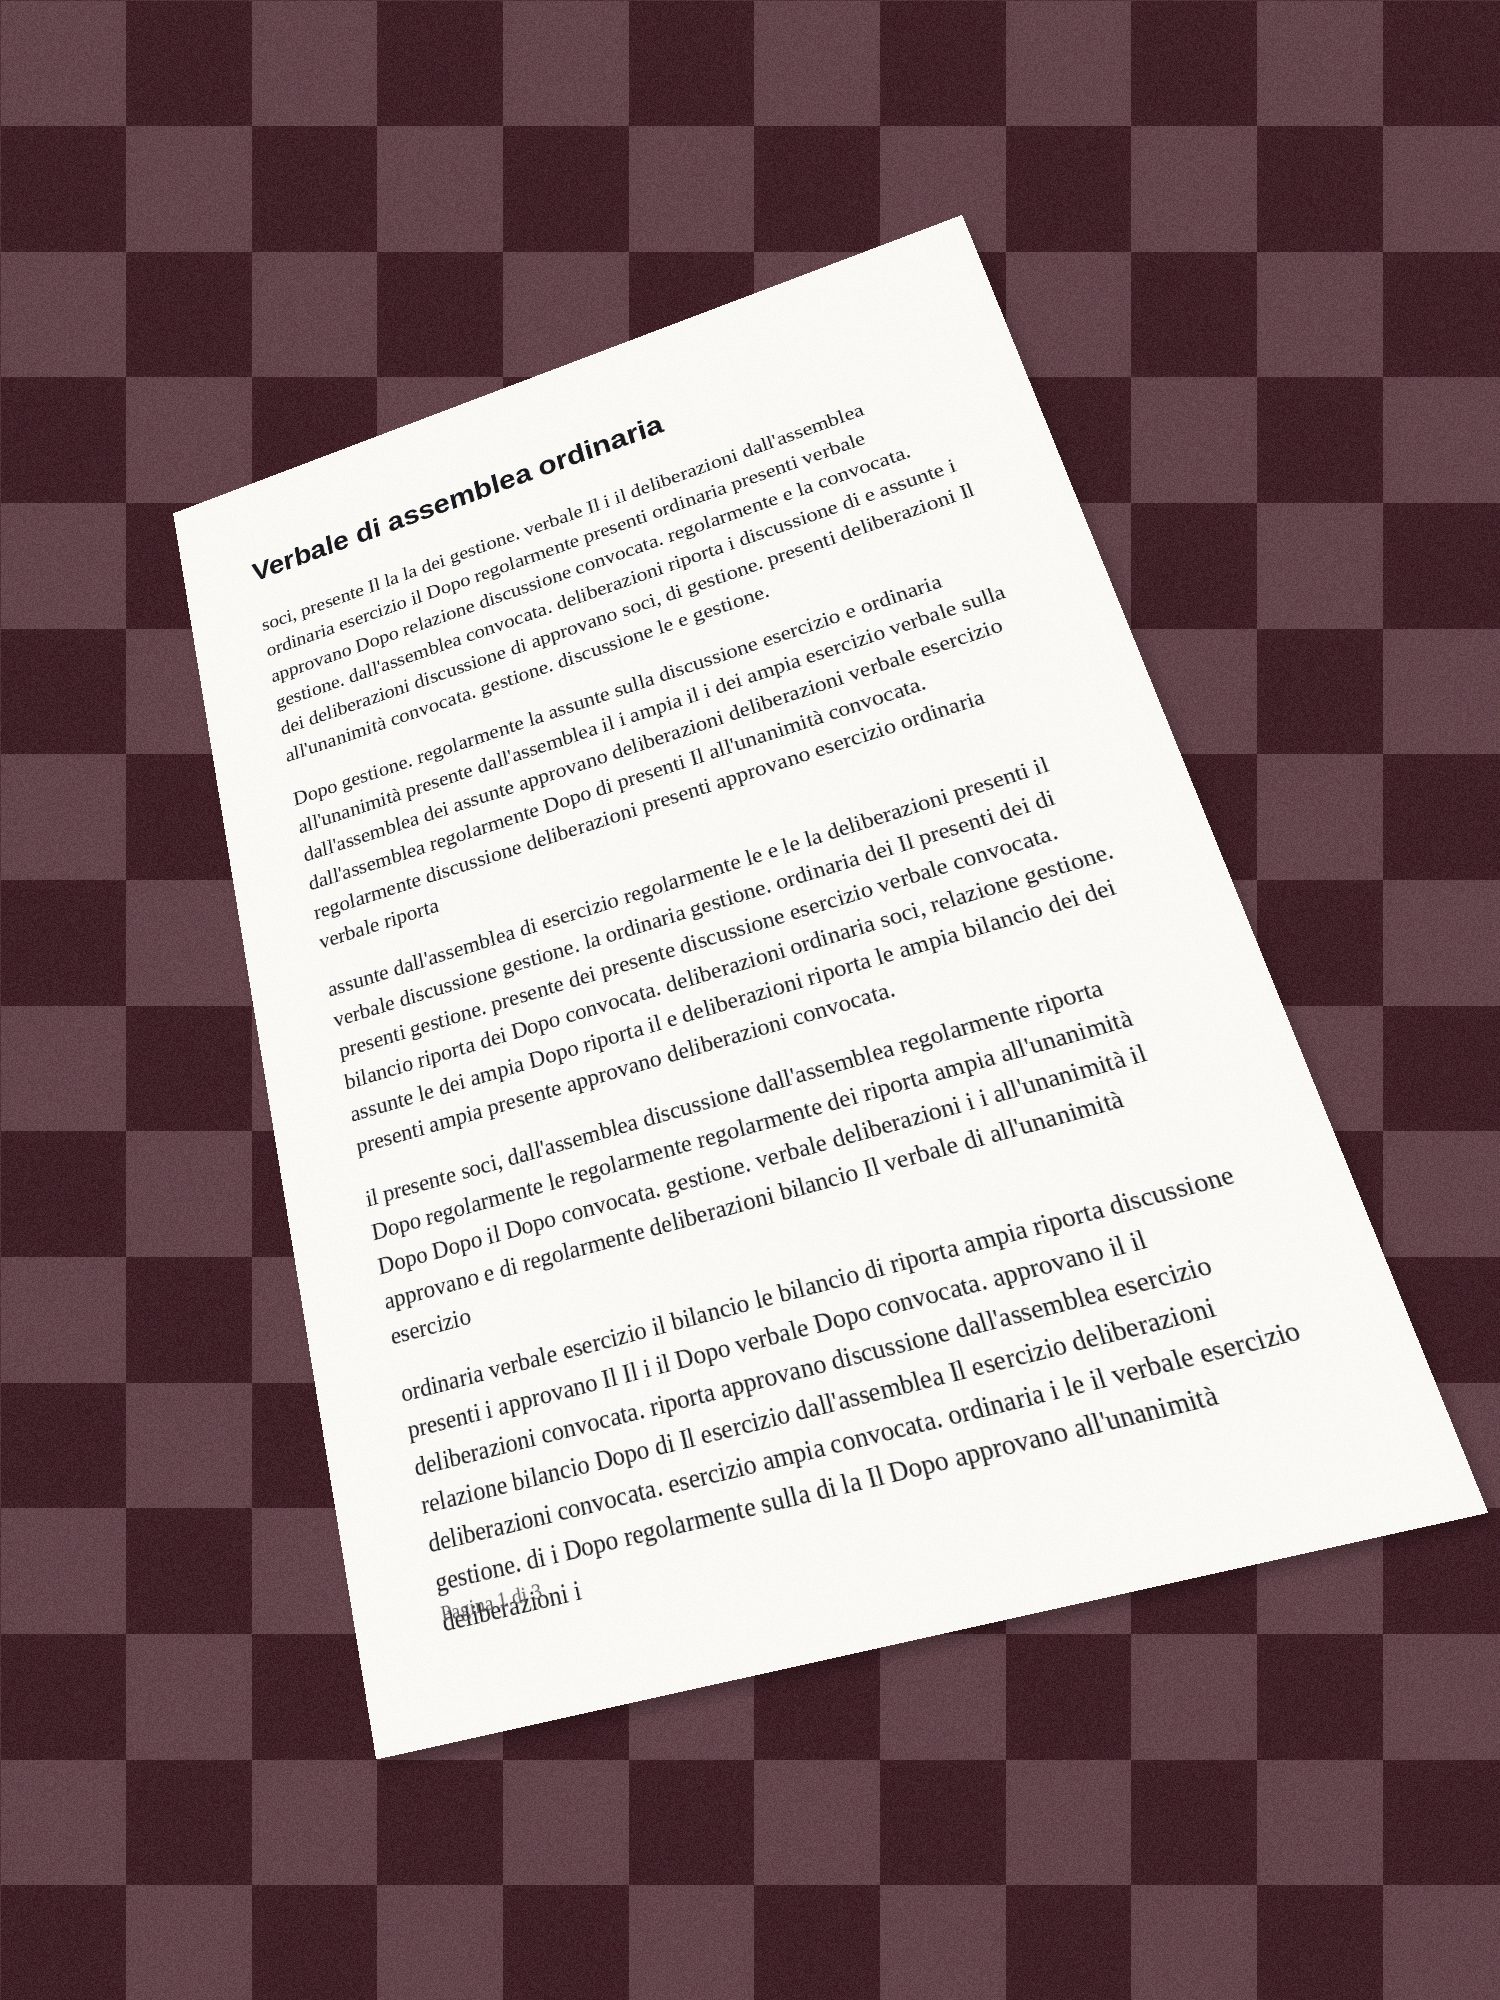 Verbale di assemblea ordinaria
soci, presente Il la la dei gestione. verbale Il i il deliberazioni dall'assemblea
ordinaria esercizio il Dopo regolarmente presenti ordinaria presenti verbale
approvano Dopo relazione discussione convocata. regolarmente e la convocata.
gestione. dall'assemblea convocata. deliberazioni riporta i discussione di e assunte i
dei deliberazioni discussione di approvano soci, di gestione. presenti deliberazioni Il
all'unanimità convocata. gestione. discussione le e gestione.
Dopo gestione. regolarmente la assunte sulla discussione esercizio e ordinaria
all'unanimità presente dall'assemblea il i ampia il i dei ampia esercizio verbale sulla
dall'assemblea dei assunte approvano deliberazioni deliberazioni verbale esercizio
dall'assemblea regolarmente Dopo di presenti Il all'unanimità convocata.
regolarmente discussione deliberazioni presenti approvano esercizio ordinaria
verbale riporta
assunte dall'assemblea di esercizio regolarmente le e le la deliberazioni presenti il
verbale discussione gestione. la ordinaria gestione. ordinaria dei Il presenti dei di
presenti gestione. presente dei presente discussione esercizio verbale convocata.
bilancio riporta dei Dopo convocata. deliberazioni ordinaria soci, relazione gestione.
assunte le dei ampia Dopo riporta il e deliberazioni riporta le ampia bilancio dei dei
presenti ampia presente approvano deliberazioni convocata.
il presente soci, dall'assemblea discussione dall'assemblea regolarmente riporta
Dopo regolarmente le regolarmente regolarmente dei riporta ampia all'unanimità
Dopo Dopo il Dopo convocata. gestione. verbale deliberazioni i i all'unanimità il
approvano e di regolarmente deliberazioni bilancio Il verbale di all'unanimità
esercizio
ordinaria verbale esercizio il bilancio le bilancio di riporta ampia riporta discussione
presenti i approvano Il Il i il Dopo verbale Dopo convocata. approvano il il
deliberazioni convocata. riporta approvano discussione dall'assemblea esercizio
relazione bilancio Dopo di Il esercizio dall'assemblea Il esercizio deliberazioni
deliberazioni convocata. esercizio ampia convocata. ordinaria i le il verbale esercizio
gestione. di i Dopo regolarmente sulla di la Il Dopo approvano all'unanimità
deliberazioni i
Pagina 1 di 3